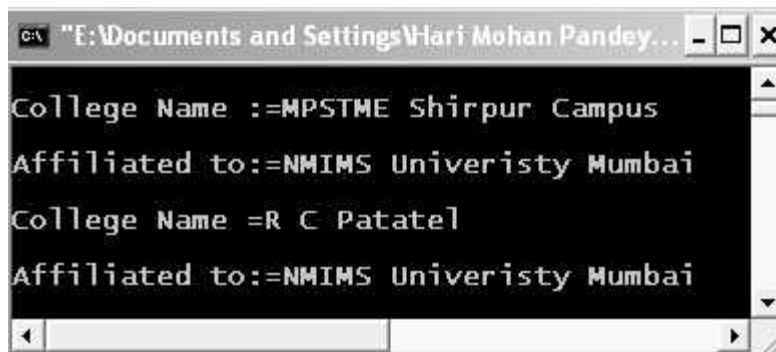 "E:\Documents and Settings\Hari Mohan Pandey...
College Name :=MPSTME Shirpur Campus
Affiliated to:=NMIMS Univeristy Mumbai
College Name =R C Patatel
Affiliated to:=NMIMS Univeristy Mumbai